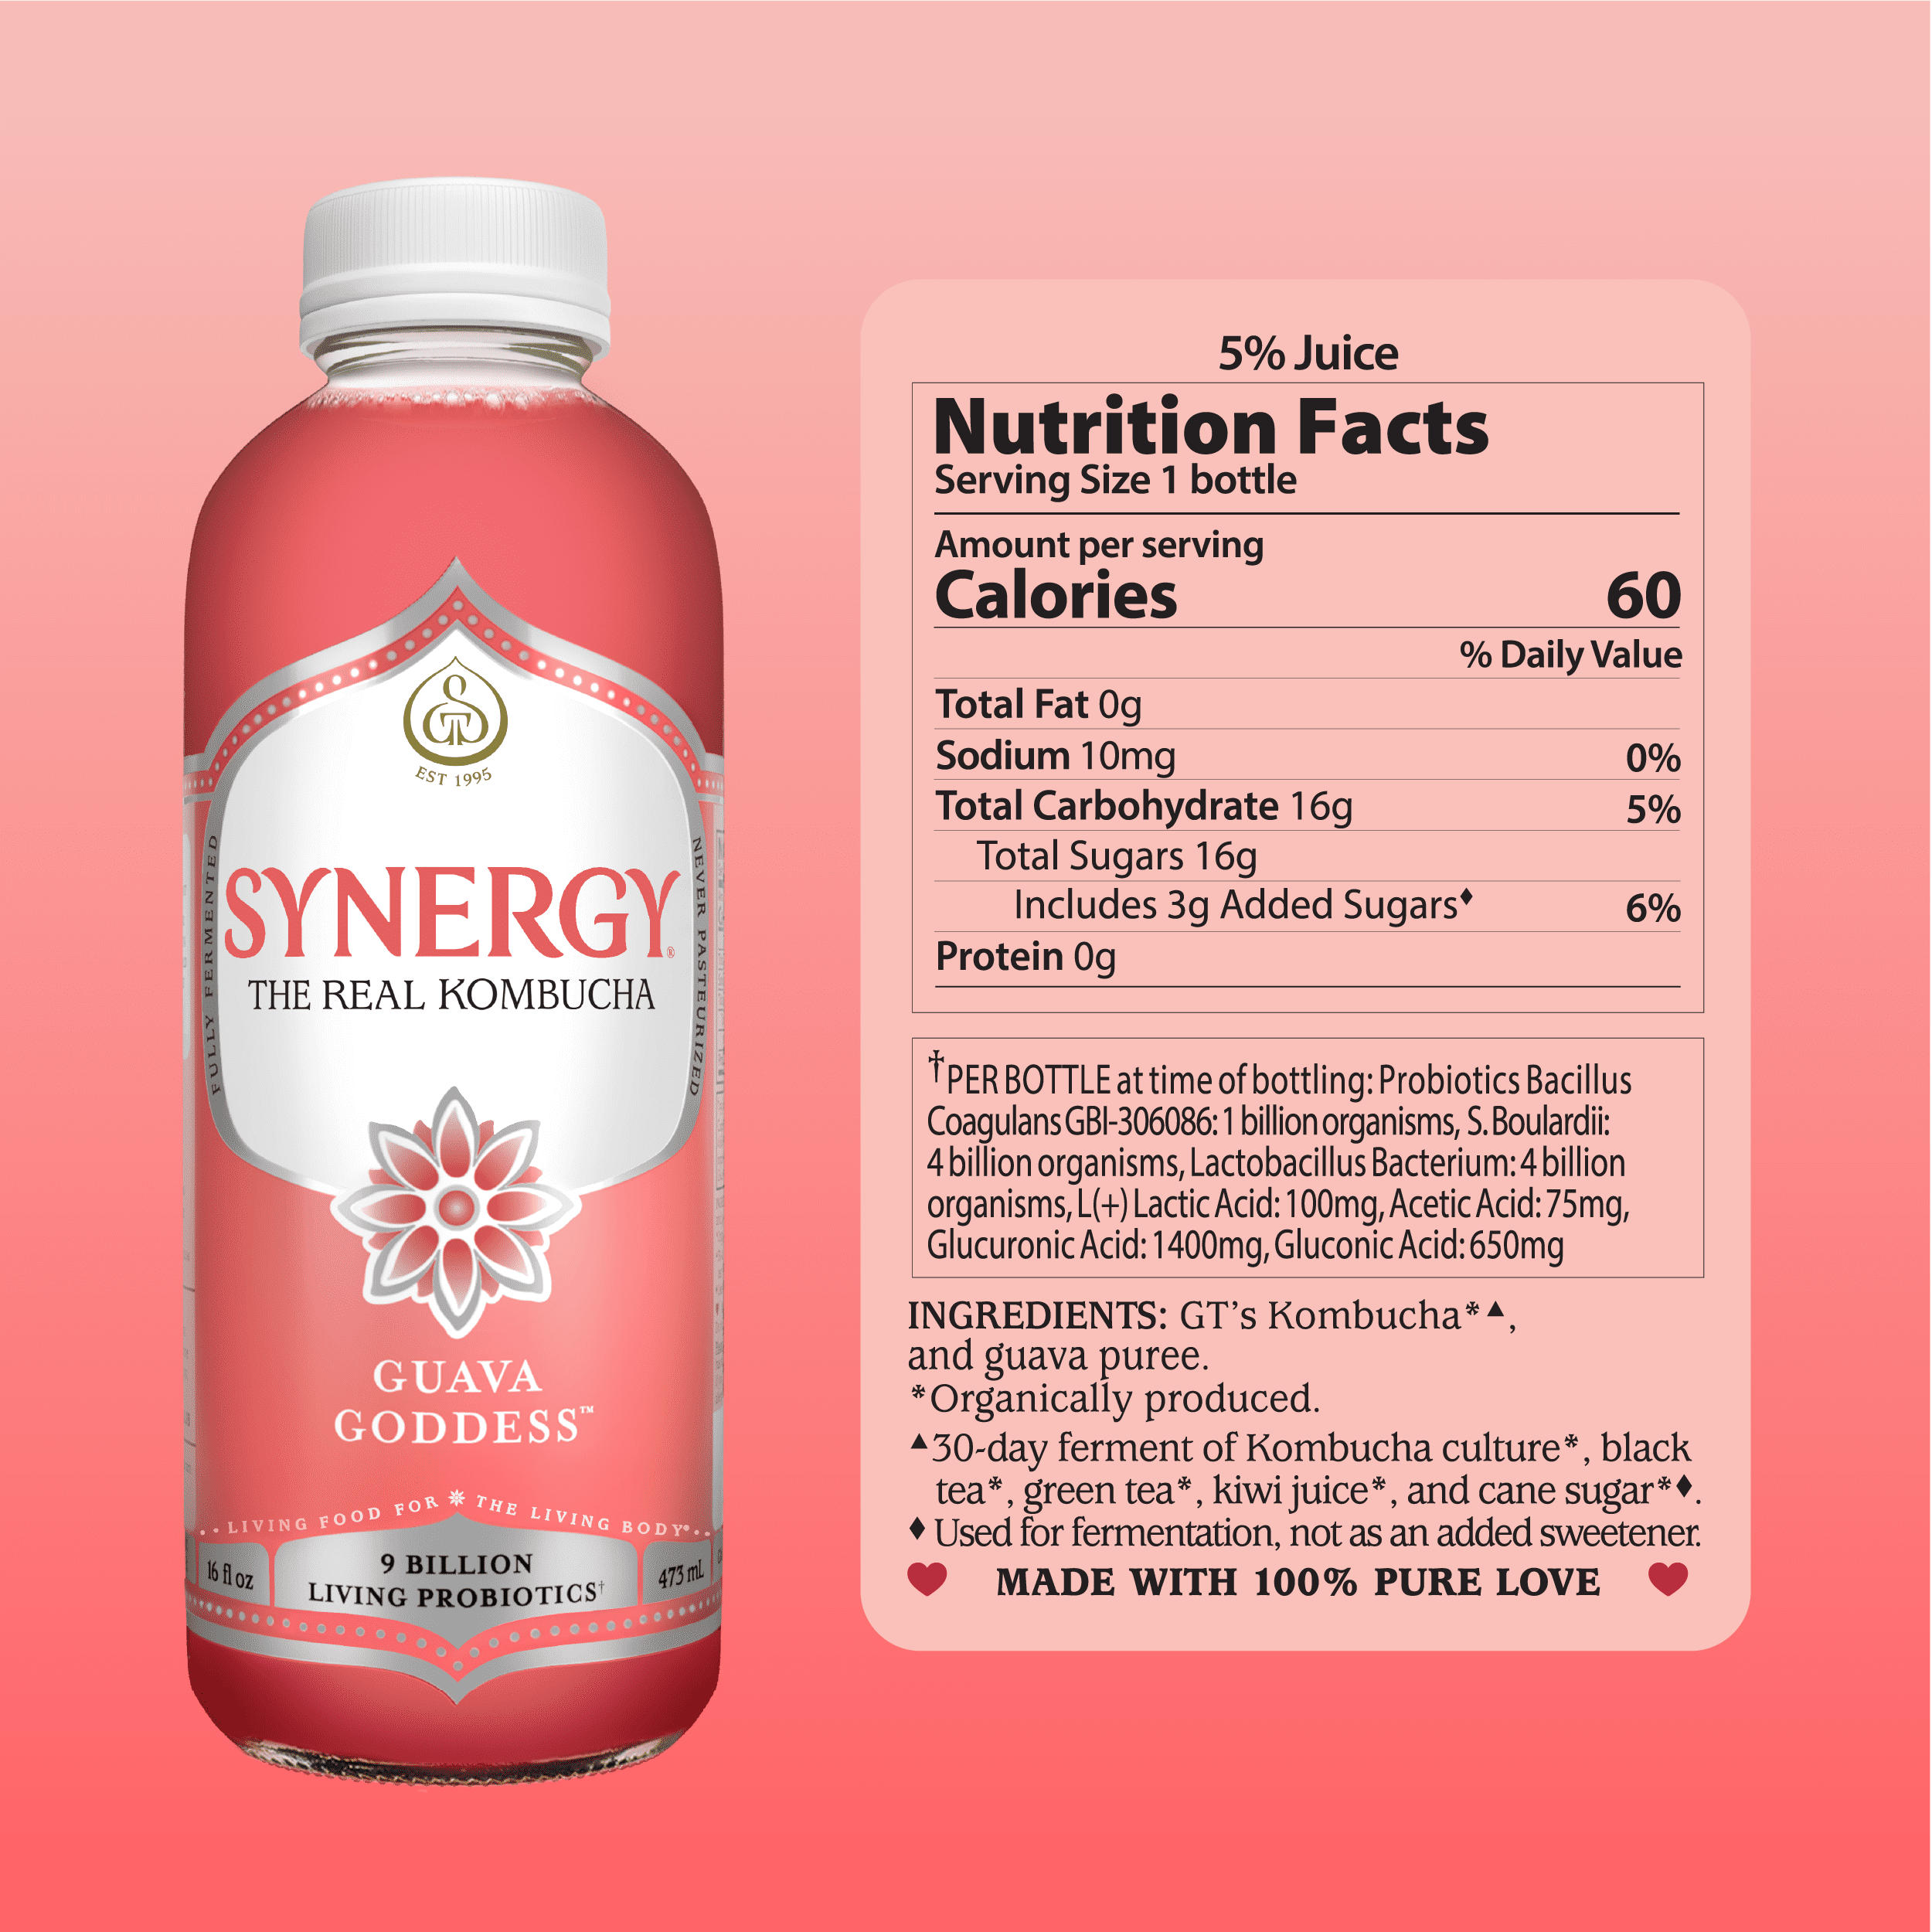 GTS
EST 1995
FULLY FERMENTED
NEVER PASTEURIZED
SYNERGY®
THE REAL KOMBUCHA
GUAVA
GODDESS™
LIVING FOOD FOR THE LIVING BODY®
16 fl oz
9 BILLION
LIVING PROBIOTICS†
473 mL
5% Juice
Nutrition Facts
Serving Size 1 bottle
Amount per serving
Calories 60
% Daily Value
Total Fat 0g
Sodium 10mg 0%
Total Carbohydrate 16g 5%
Total Sugars 16g
Includes 3g Added Sugars♦ 6%
Protein 0g
†PER BOTTLE at time of bottling: Probiotics Bacillus
Coagulans GBI-306086: 1 billion organisms, S. Boulardii:
4 billion organisms, Lactobacillus Bacterium: 4 billion
organisms, L(+) Lactic Acid: 100mg, Acetic Acid: 75mg,
Glucuronic Acid: 1400mg, Gluconic Acid: 650mg
INGREDIENTS: GT’s Kombucha*▲,
and guava puree.
*Organically produced.
▲30-day ferment of Kombucha culture*, black
tea*, green tea*, kiwi juice*, and cane sugar*♦.
♦Used for fermentation, not as an added sweetener.
MADE WITH 100% PURE LOVE